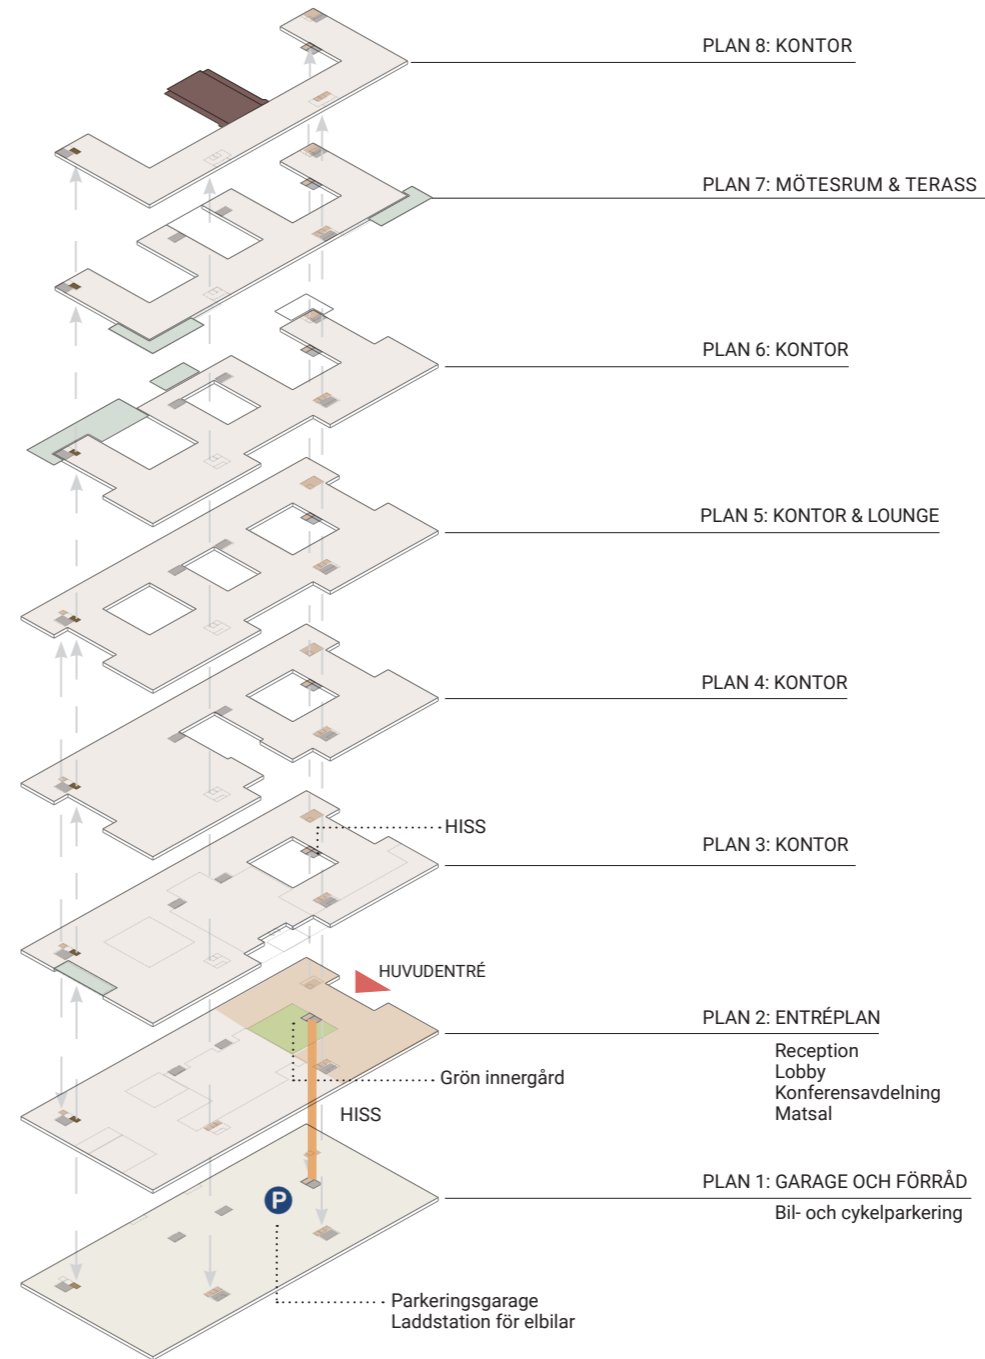 PLAN 8: KONTOR
PLAN 7: MÖTESRUM & TERASS
PLAN 6: KONTOR
PLAN 5: KONTOR & LOUNGE
PLAN 4: KONTOR
HISS
PLAN 3: KONTOR
HUVUDENTRÉ
PLAN 2: ENTRÉPLAN
Reception
Lobby
Konferensavdelning
Matsal
Grön innergård
HISS
PLAN 1: GARAGE OCH FÖRRÅD
Bil- och cykelparkering
P
Parkeringsgarage
Laddstation för elbilar